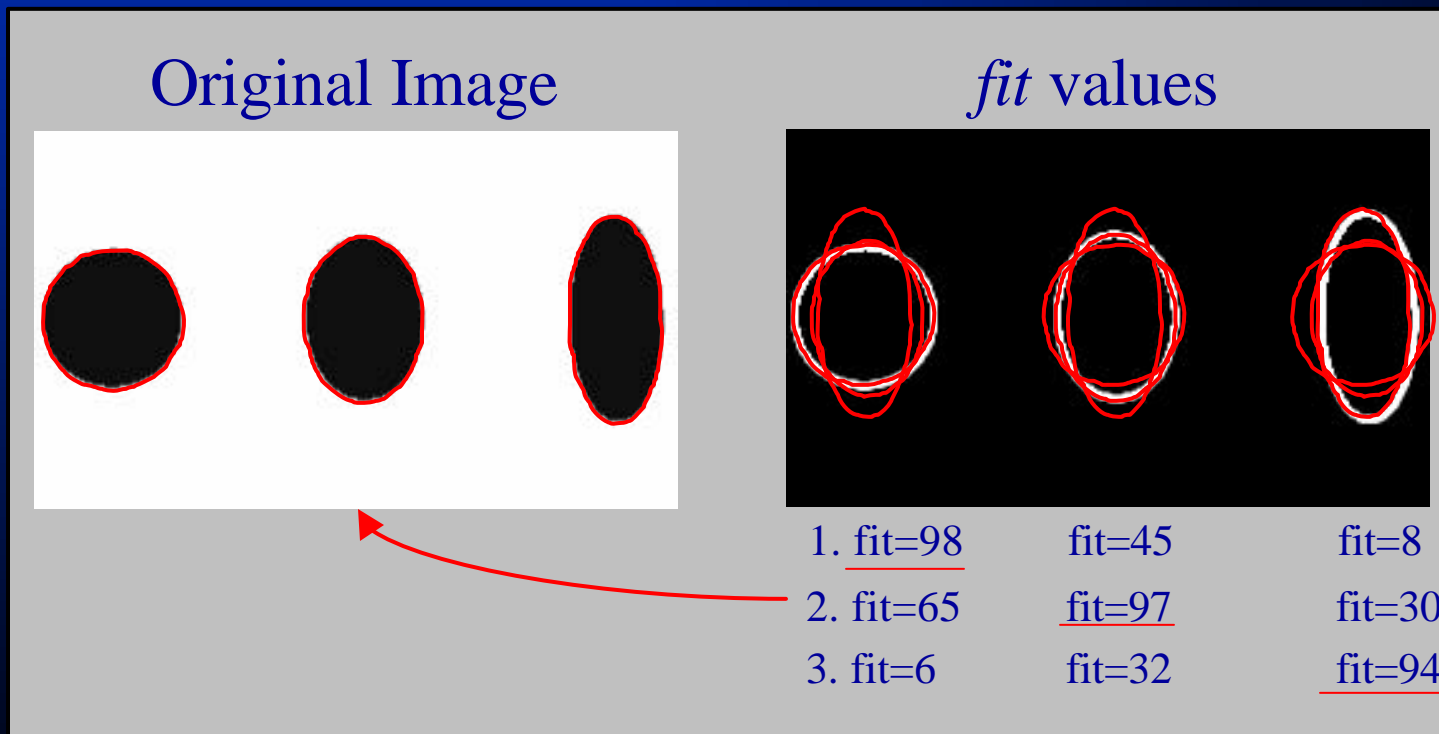 Original Image
fit values
1. fit=98 fit=45 fit=8
2. fit=65 fit=97 fit=30
3. fit=6 fit=32 fit=94